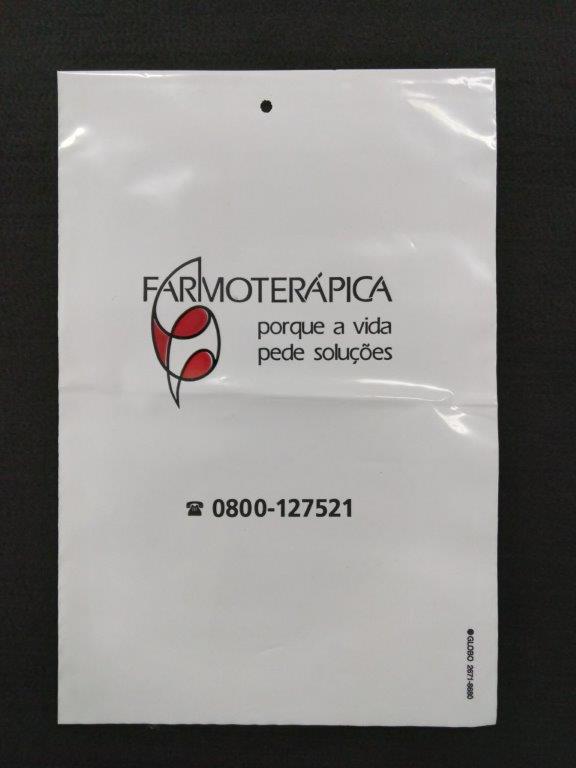 FARMOTERÁPICA
porque a vida
pede soluções
☎ 0800-127521
●GLOBO 2671-8880